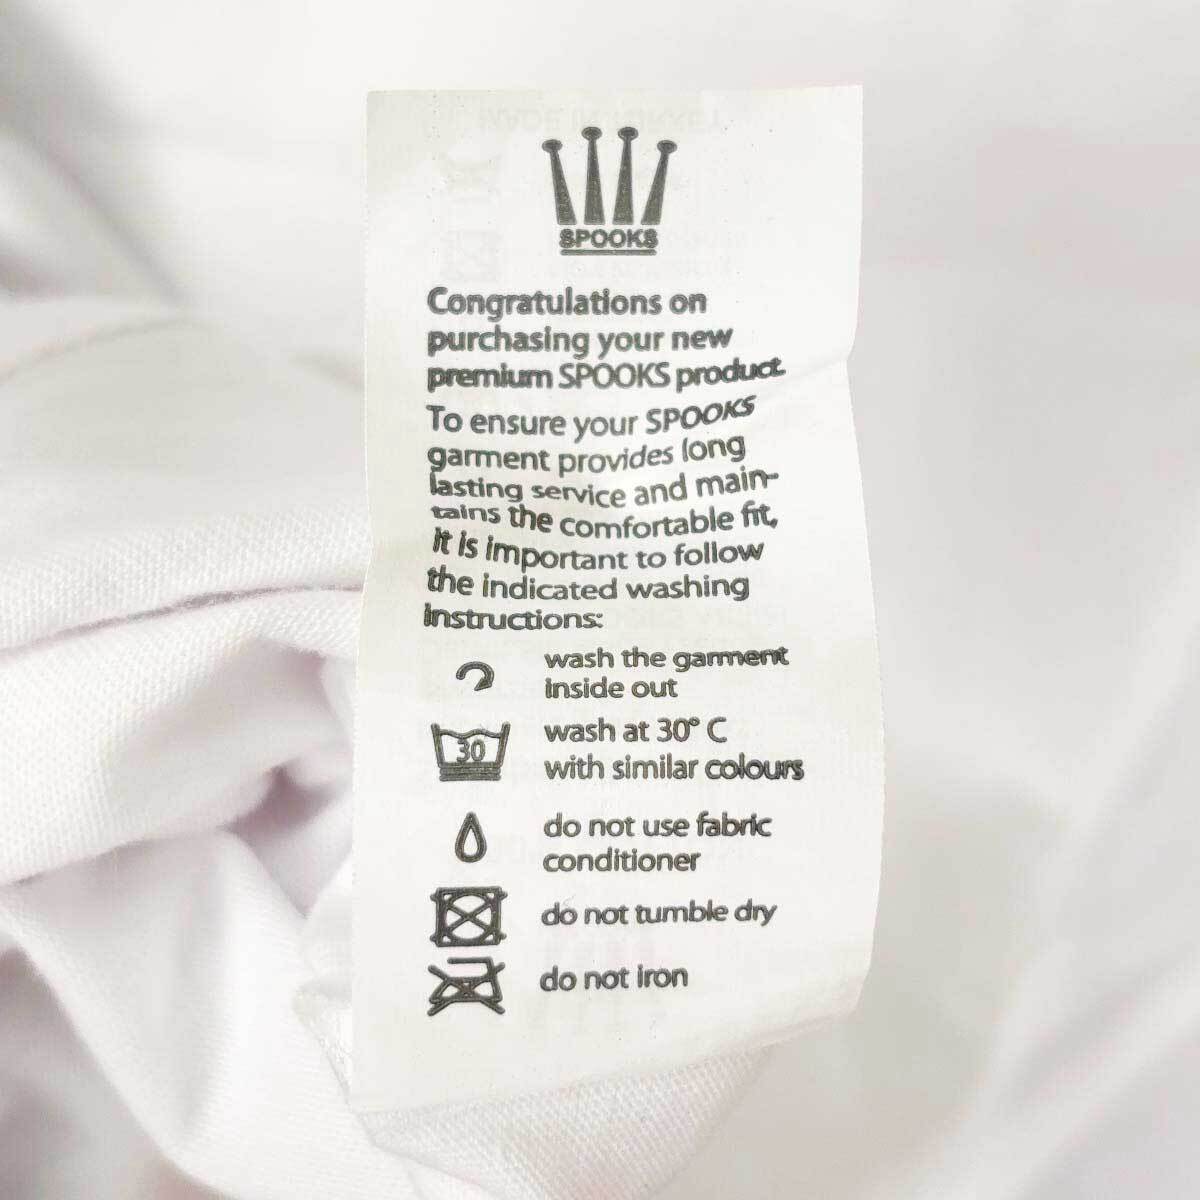 SPOOKS
Congratulations on
purchasing your new
premium SPOOKS product.
To ensure your SPOOKS
garment provides long
lasting service and main-
tains the comfortable fit,
it is important to follow
the indicated washing
instructions:
wash the garment
inside out
30
wash at 30° C
with similar colours
do not use fabric
conditioner
do not tumble dry
do not iron